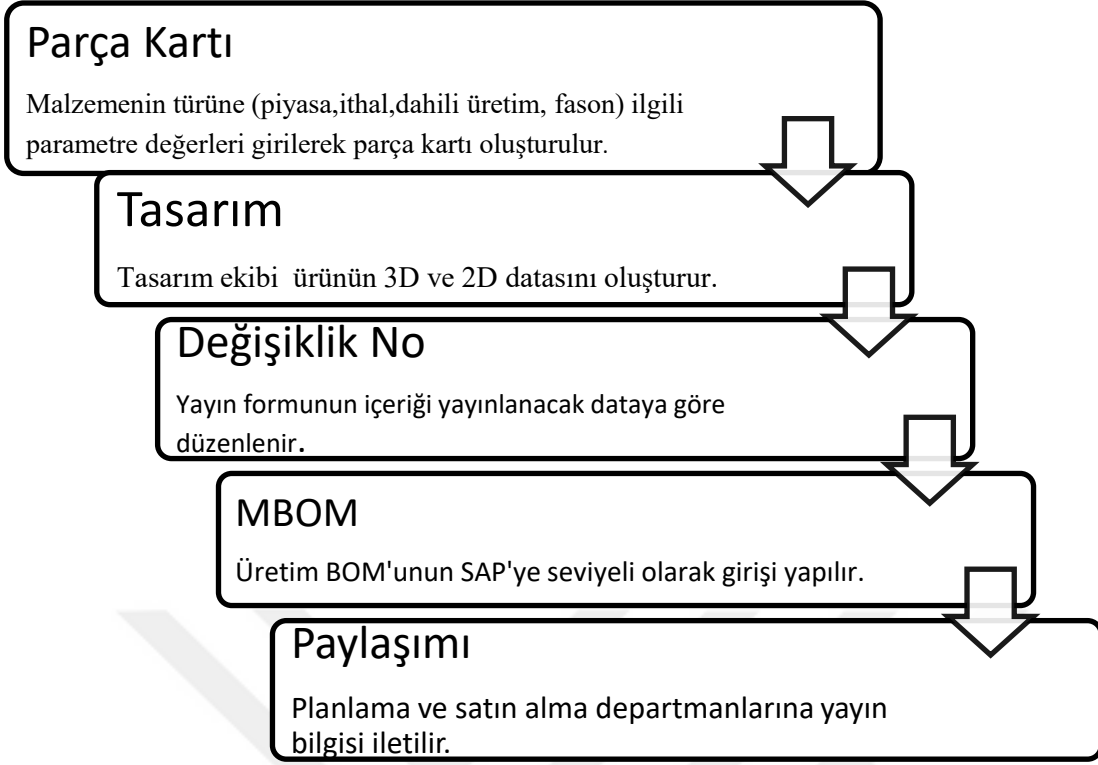 Parça Kartı
Malzemenin türüne (piyasa,ithal,dahili üretim, fason) ilgili
parametre değerleri girilerek parça kartı oluşturulur.
Tasarım
Tasarım ekibi ürünün 3D ve 2D datasını oluşturur.
Değişiklik No
Yayın formunun içeriği yayınlanacak dataya göre
düzenlenir.
MBOM
Üretim BOM'unun SAP'ye seviyeli olarak girişi yapılır.
Paylaşımı
Planlama ve satın alma departmanlarına yayın
bilgisi iletilir.